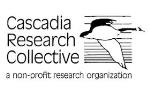 Cascadia
Research
Collective
a non-profit research organization